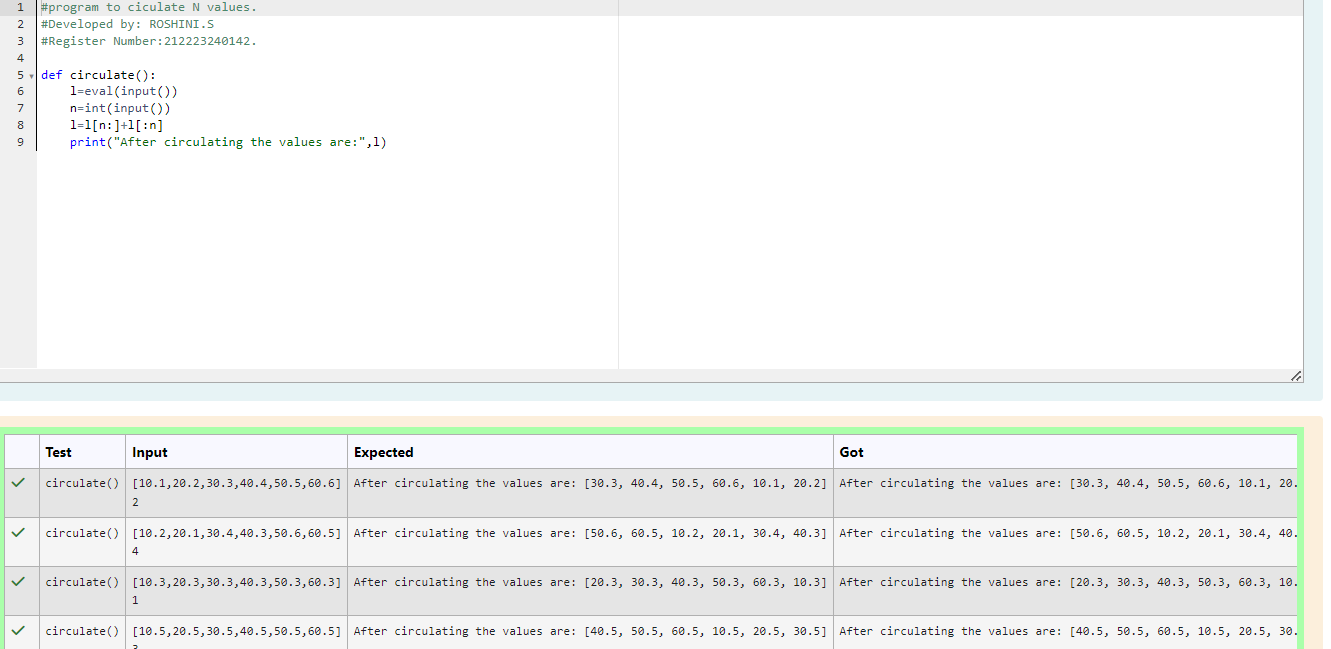 1 #program to ciculate N values.
2 #Developed by: ROSHINI.S
3 #Register Number:212223240142.
4
5 def circulate():
6 l=eval(input())
7 n=int(input())
8 l=l[n:]+l[:n]
9 print("After circulating the values are:",l)
Test Input Expected Got
circulate() [10.1,20.2,30.3,40.4,50.5,60.6] After circulating the values are: [30.3, 40.4, 50.5, 60.6, 10.1, 20.2] After circulating the values are: [30.3, 40.4, 50.5, 60.6, 10.1, 20.
2
circulate() [10.2,20.1,30.4,40.3,50.6,60.5] After circulating the values are: [50.6, 60.5, 10.2, 20.1, 30.4, 40.3] After circulating the values are: [50.6, 60.5, 10.2, 20.1, 30.4, 40.
4
circulate() [10.3,20.3,30.3,40.3,50.3,60.3] After circulating the values are: [20.3, 30.3, 40.3, 50.3, 60.3, 10.3] After circulating the values are: [20.3, 30.3, 40.3, 50.3, 60.3, 10.
1
circulate() [10.5,20.5,30.5,40.5,50.5,60.5] After circulating the values are: [40.5, 50.5, 60.5, 10.5, 20.5, 30.5] After circulating the values are: [40.5, 50.5, 60.5, 10.5, 20.5, 30.